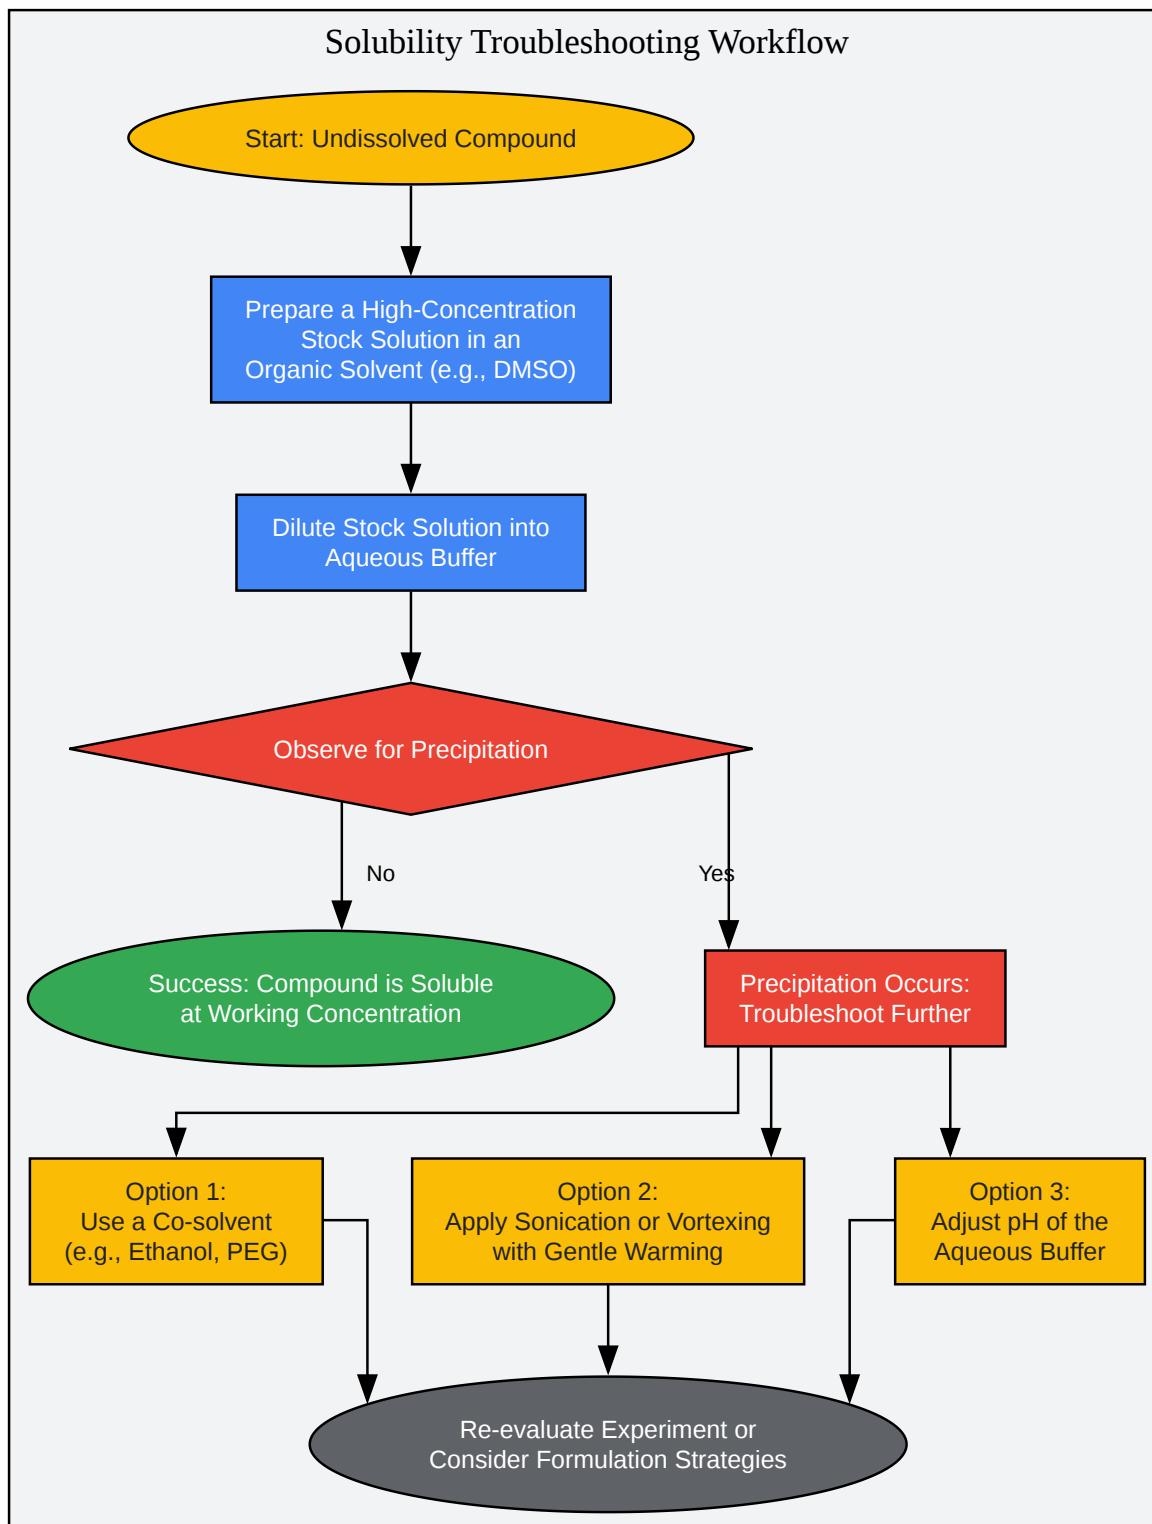 Solubility Troubleshooting Workflow
Start: Undissolved Compound
Prepare a High-Concentration
Stock Solution in an
Organic Solvent (e.g., DMSO)
Dilute Stock Solution into
Aqueous Buffer
Observe for Precipitation
No
Yes
Success: Compound is Soluble
at Working Concentration
Precipitation Occurs:
Troubleshoot Further
Option 1:
Use a Co-solvent
(e.g., Ethanol, PEG)
Option 2:
Apply Sonication or Vortexing
with Gentle Warming
Option 3:
Adjust pH of the
Aqueous Buffer
Re-evaluate Experiment or
Consider Formulation Strategies